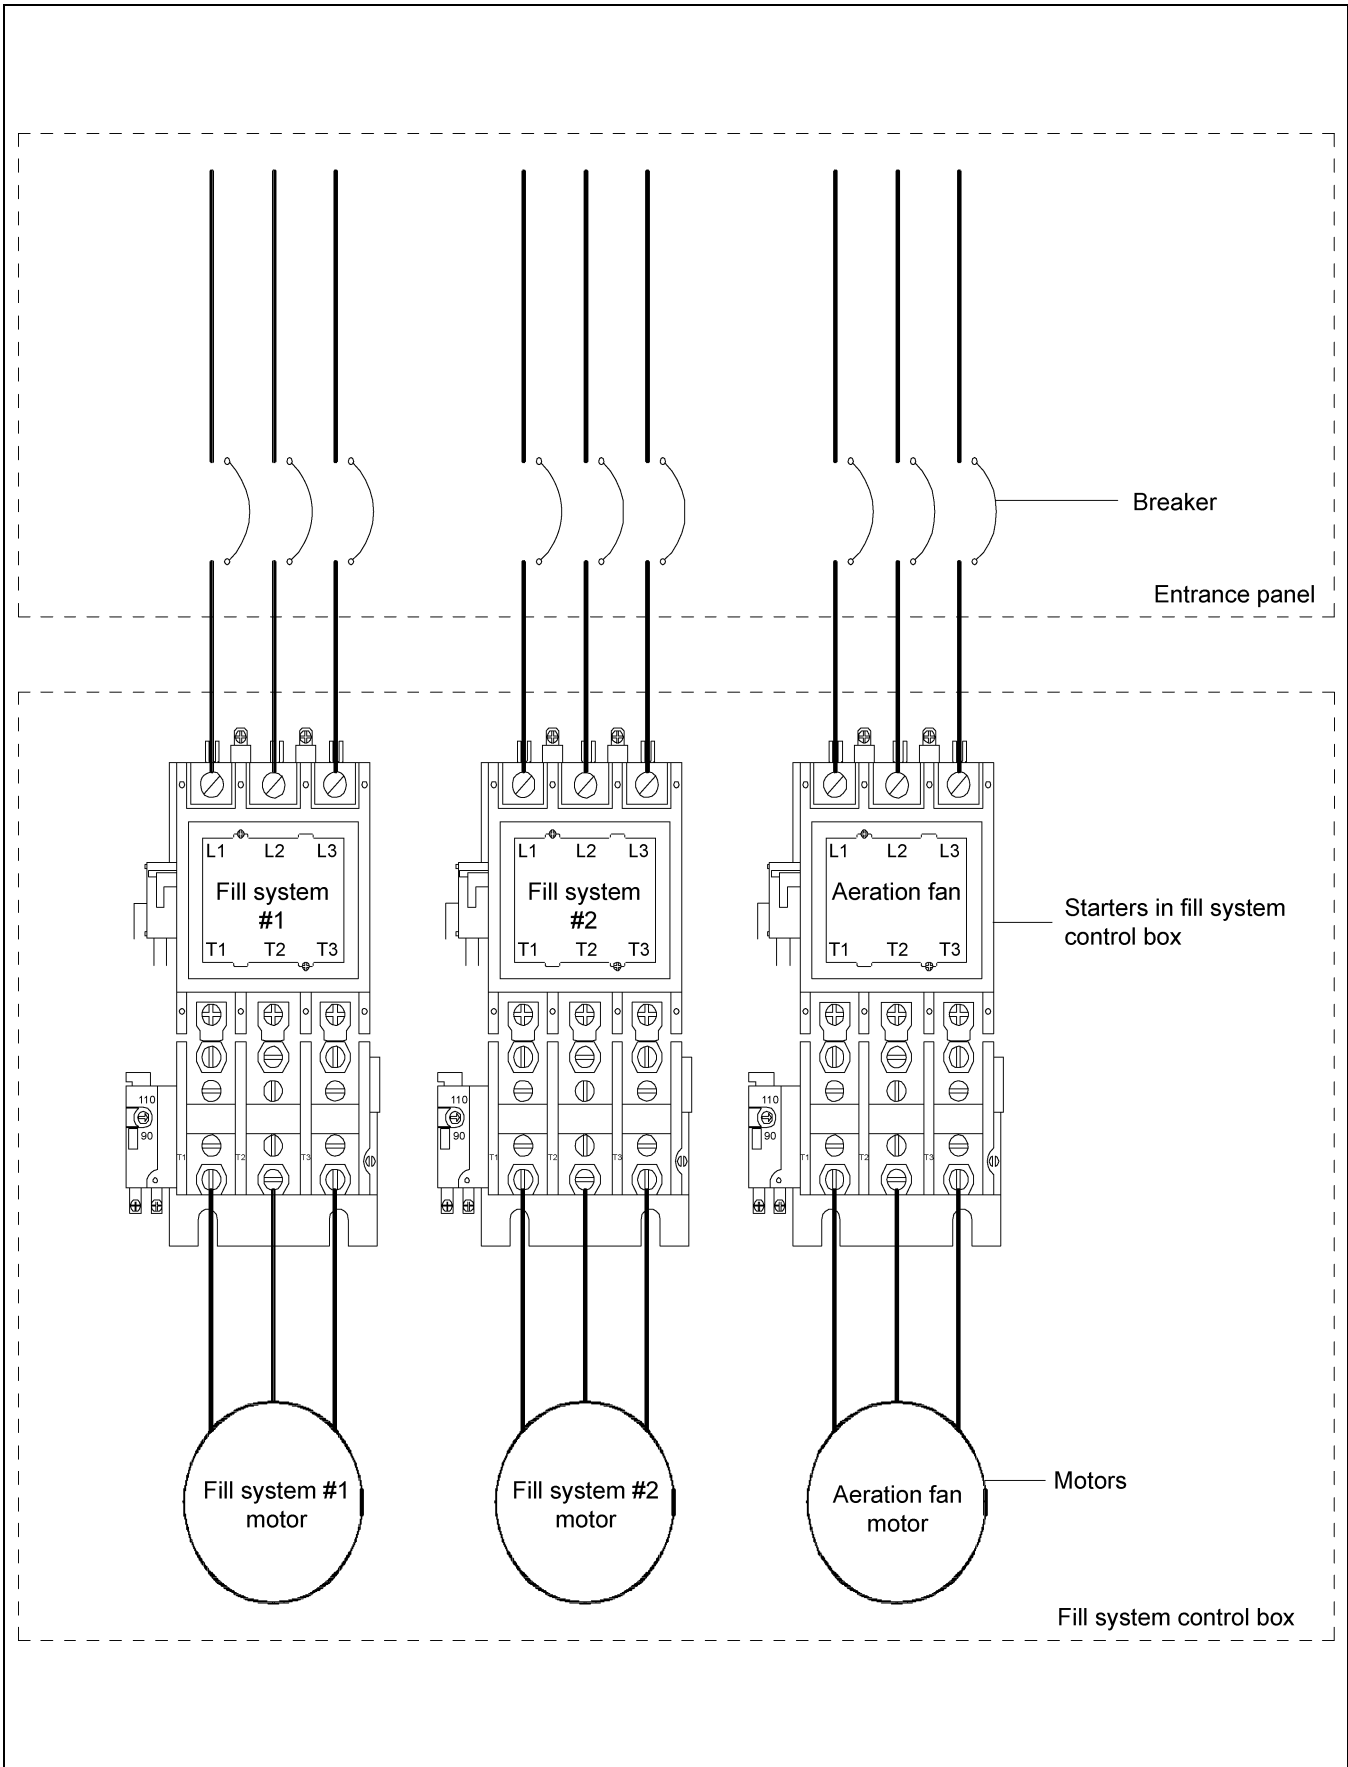 Breaker
Entrance panel
L1 L2 L3
Fill system
#1
T1 T2 T3
L1 L2 L3
Fill system
#2
T1 T2 T3
L1 L2 L3
Aeration fan
T1 T2 T3
Starters in fill system
control box
110
90
T1 T2 T3
110
90
T1 T2 T3
110
90
T1 T2 T3
Fill system #1
motor
Fill system #2
motor
Aeration fan
motor
Motors
Fill system control box